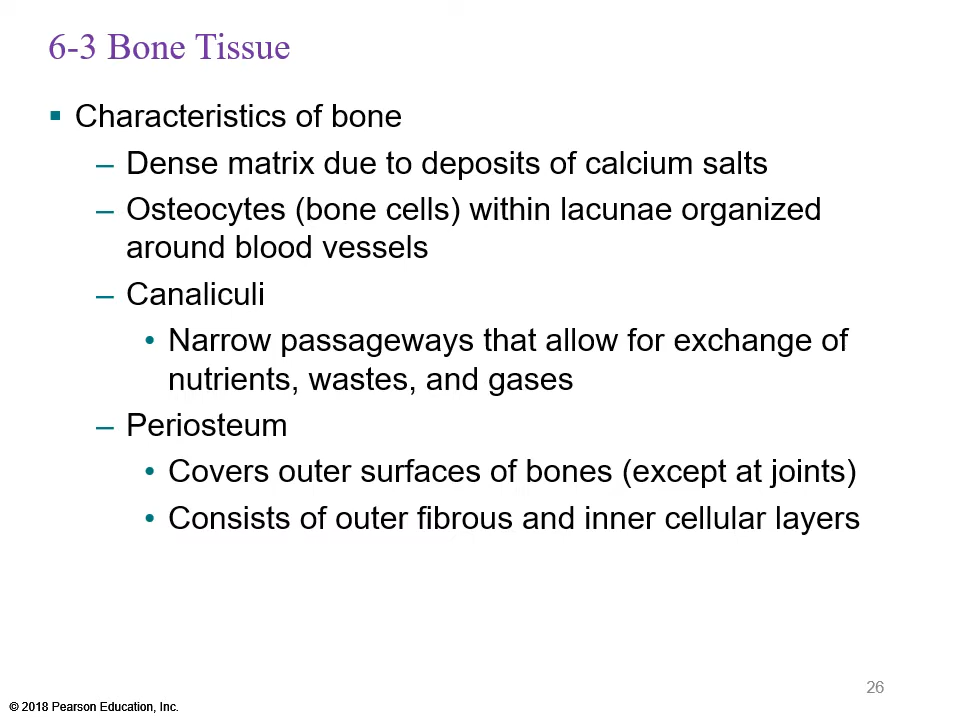 6-3 Bone Tissue
▪ Characteristics of bone
– Dense matrix due to deposits of calcium salts
– Osteocytes (bone cells) within lacunae organized
around blood vessels
– Canaliculi
• Narrow passageways that allow for exchange of
nutrients, wastes, and gases
– Periosteum
• Covers outer surfaces of bones (except at joints)
• Consists of outer fibrous and inner cellular layers
26
© 2018 Pearson Education, Inc.